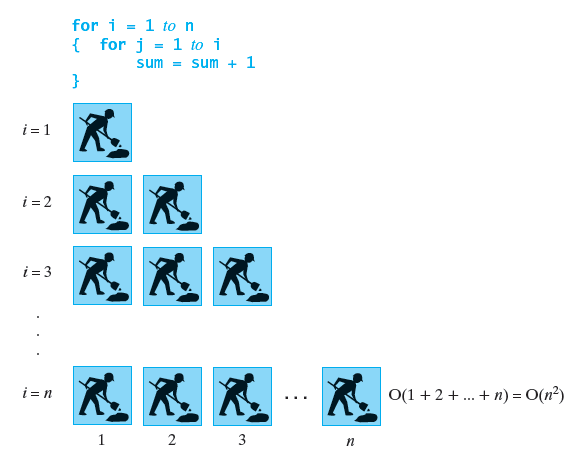 for i = 1 to n
{ for j = 1 to i
sum = sum + 1
}
i = 1
i = 2
i = 3
.
.
.
i = n ... O(1 + 2 + ... + n) = O(n²)
1 2 3 n